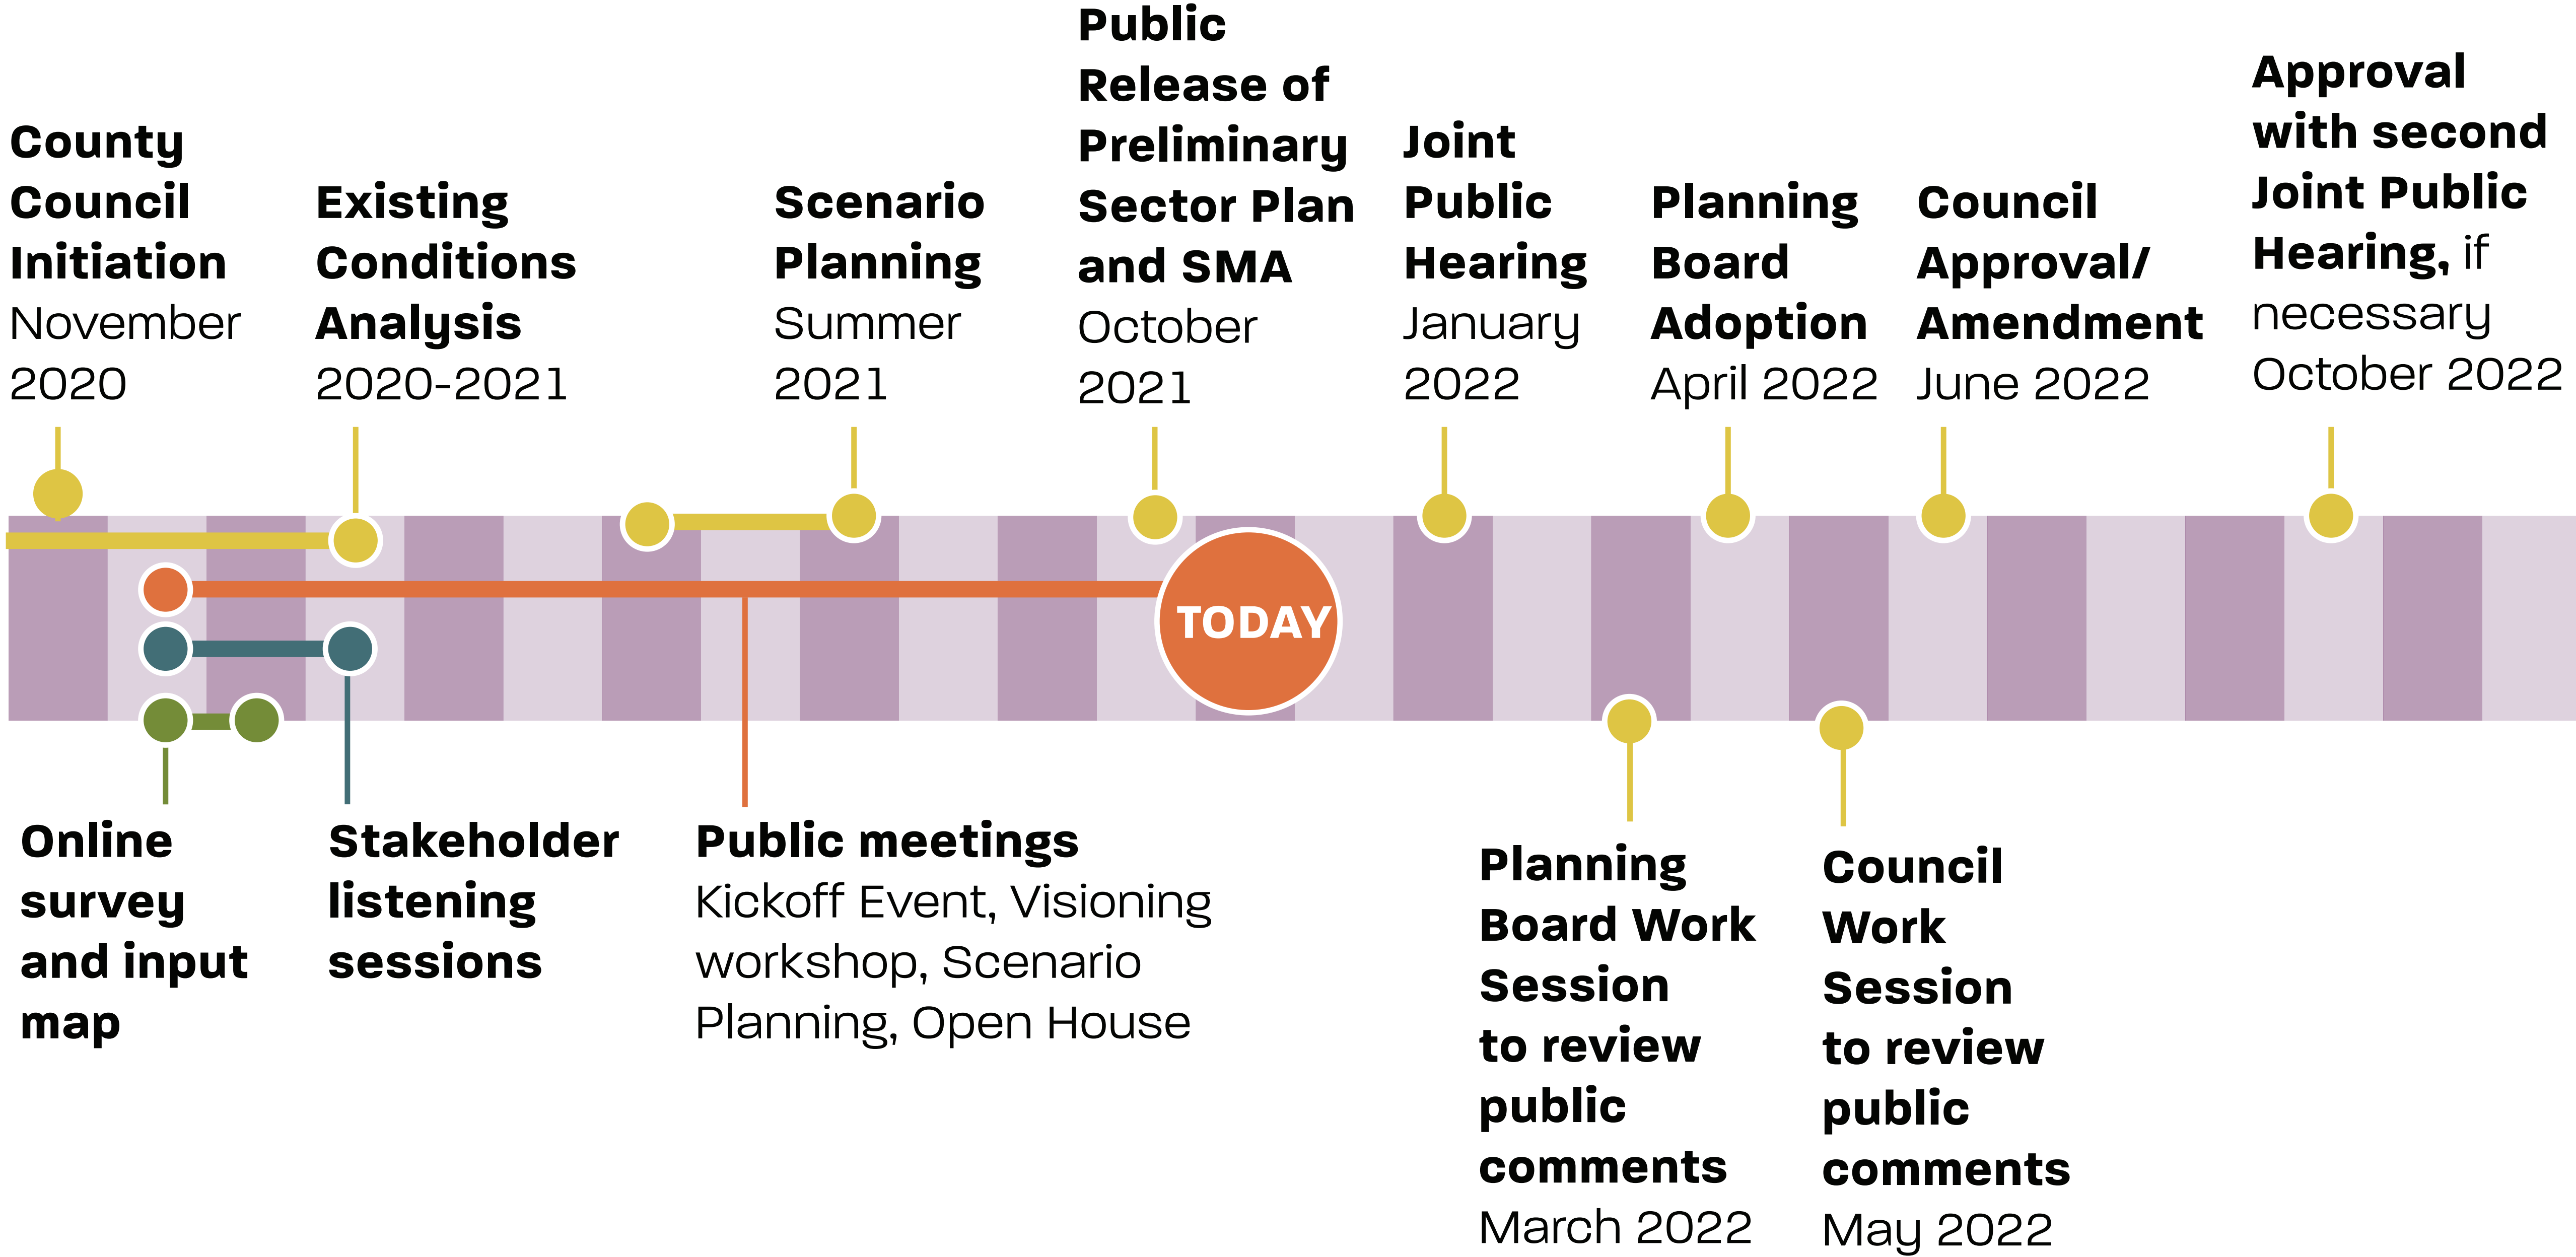 County
Council
Initiation
November
2020
Existing
Conditions
Analysis
2020-2021
Scenario
Planning
Summer
2021
Public
Release of
Preliminary
Sector Plan
and SMA
October
2021
Joint
Public
Hearing
January
2022
Planning
Board
Adoption
April 2022
Council
Approval/
Amendment
June 2022
Approval
with second
Joint Public
Hearing, if
necessary
October 2022
TODAY
Online
survey
and input
map
Stakeholder
listening
sessions
Public meetings
Kickoff Event, Visioning
workshop, Scenario
Planning, Open House
Planning
Board Work
Session
to review
public
comments
March 2022
Council
Work
Session
to review
public
comments
May 2022